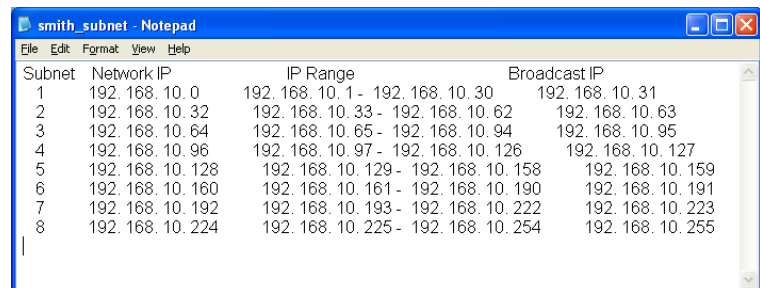 smith_subnet - Notepad
File Edit Format View Help
Subnet Network IP IP Range Broadcast IP
1 192. 168. 10. 0 192. 168. 10. 1 - 192. 168. 10. 30 192. 168. 10. 31
2 192. 168. 10. 32 192. 168. 10. 33 - 192. 168. 10. 62 192. 168. 10. 63
3 192. 168. 10. 64 192. 168. 10. 65 - 192. 168. 10. 94 192. 168. 10. 95
4 192. 168. 10. 96 192. 168. 10. 97 - 192. 168. 10. 126 192. 168. 10. 127
5 192. 168. 10. 128 192. 168. 10. 129 - 192. 168. 10. 158 192. 168. 10. 159
6 192. 168. 10. 160 192. 168. 10. 161 - 192. 168. 10. 190 192. 168. 10. 191
7 192. 168. 10. 192 192. 168. 10. 193 - 192. 168. 10. 222 192. 168. 10. 223
8 192. 168. 10. 224 192. 168. 10. 225 - 192. 168. 10. 254 192. 168. 10. 255